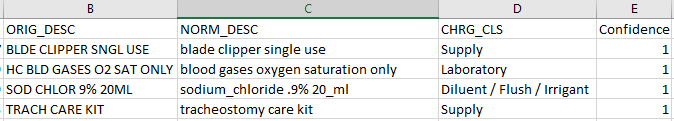 B C D E
ORIG_DESC NORM_DESC CHRG_CLS Confidence
BLDE CLIPPER SNGL USE blade clipper single use Supply 1
HC BLD GASES O2 SAT ONLY blood gases oxygen saturation only Laboratory 1
SOD CHLOR 9% 20ML sodium_chloride .9% 20_ml Diluent / Flush / Irrigant 1
TRACH CARE KIT tracheostomy care kit Supply 1